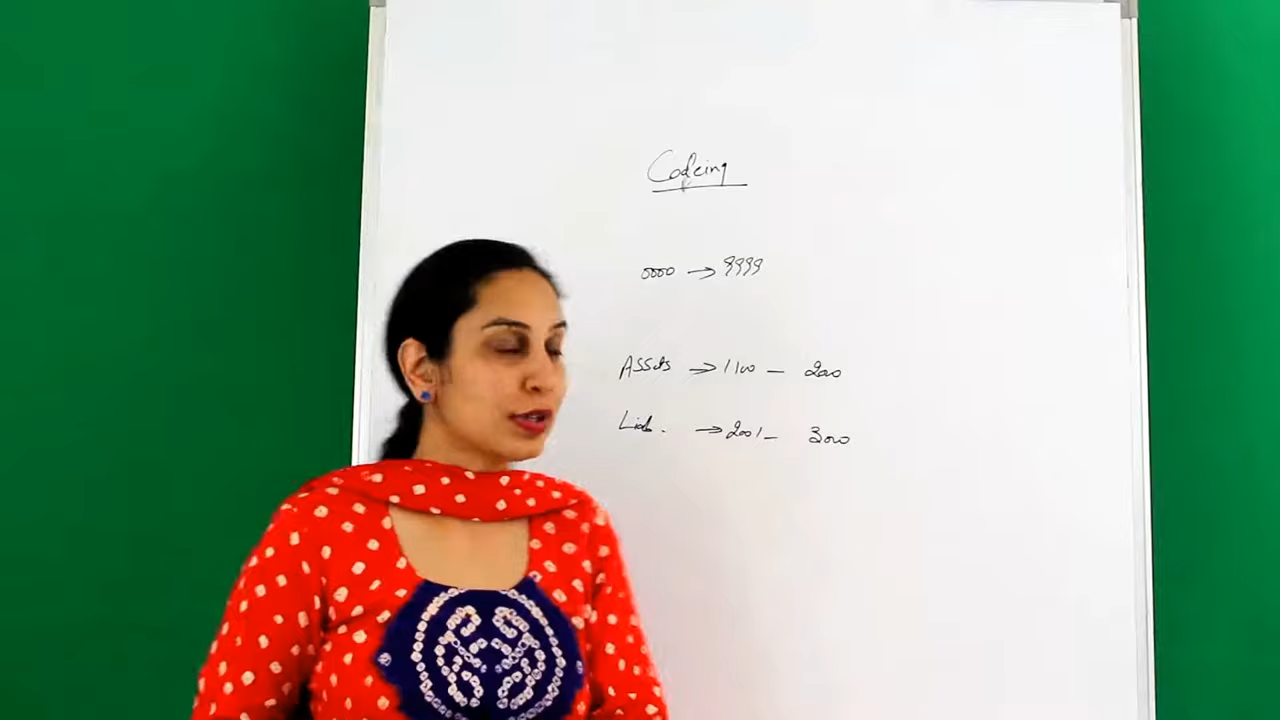 Codeing
0000 → 9999
Assets → 1100 - 2000
Liab. → 2001 - 3000